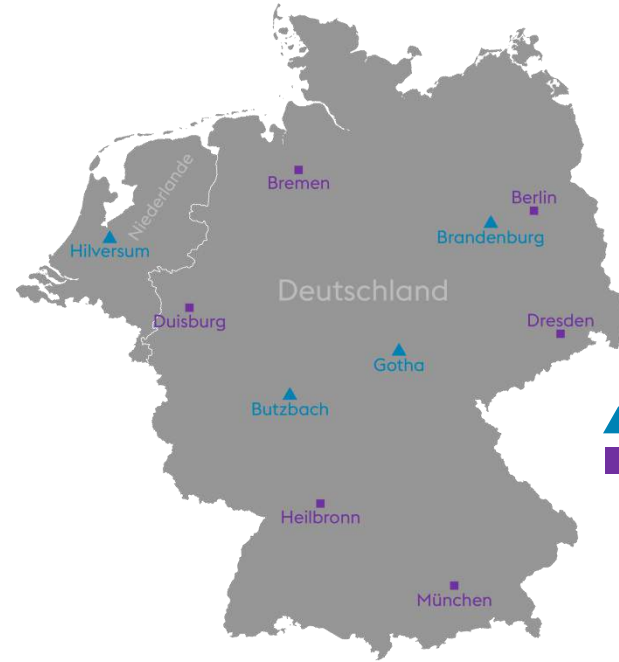 Niederlande
Bremen
Berlin
Brandenburg
Hilversum
Deutschland
Duisburg
Dresden
Gotha
Butzbach
Heilbronn
München